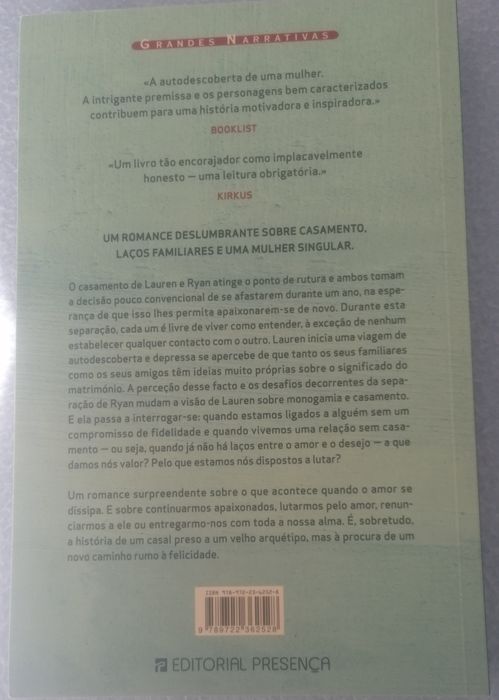 GRANDES NARRATIVAS
«A autodescoberta de uma mulher.
A intrigante premissa e os personagens bem caracterizados
contribuem para uma história motivadora e inspiradora.»
BOOKLIST
«Um livro tão encorajador como implacavelmente
honesto — uma leitura obrigatória.»
KIRKUS
UM ROMANCE DESLUMBRANTE SOBRE CASAMENTO,
LAÇOS FAMILIARES E UMA MULHER SINGULAR.
O casamento de Lauren e Ryan atinge o ponto de rutura e ambos tomam
a decisão pouco convencional de se afastarem durante um ano, na espe-
rança de que isso lhes permita apaixonarem-se de novo. Durante esta
separação, cada um é livre de viver como entender, à exceção de nenhum
estabelecer qualquer contacto com o outro. Lauren inicia uma viagem de
autodescoberta e depressa se apercebe de que tanto os seus familiares
como os seus amigos têm ideias muito próprias sobre o significado do
matrimónio. A perceção desse facto e os desafios decorrentes da sepa-
ração de Ryan mudam a visão de Lauren sobre monogamia e casamento.
E ela passa a interrogar-se: quando estamos ligados a alguém sem um
compromisso de fidelidade e quando vivemos uma relação sem casa-
mento — ou seja, quando já não há laços entre o amor e o desejo — a que
damos nós valor? Pelo que estamos nós dispostos a lutar?
Um romance surpreendente sobre o que acontece quando o amor se
dissipa. E sobre continuarmos apaixonados, lutarmos pelo amor, renun-
ciarmos a ele ou entregarmo-nos com toda a nossa alma. É, sobretudo,
a história de um casal preso a um velho arquétipo, mas à procura de um
novo caminho rumo à felicidade.
ISBN 978-972-23-6252-8
9 789722 362528
EDITORIAL PRESENÇA